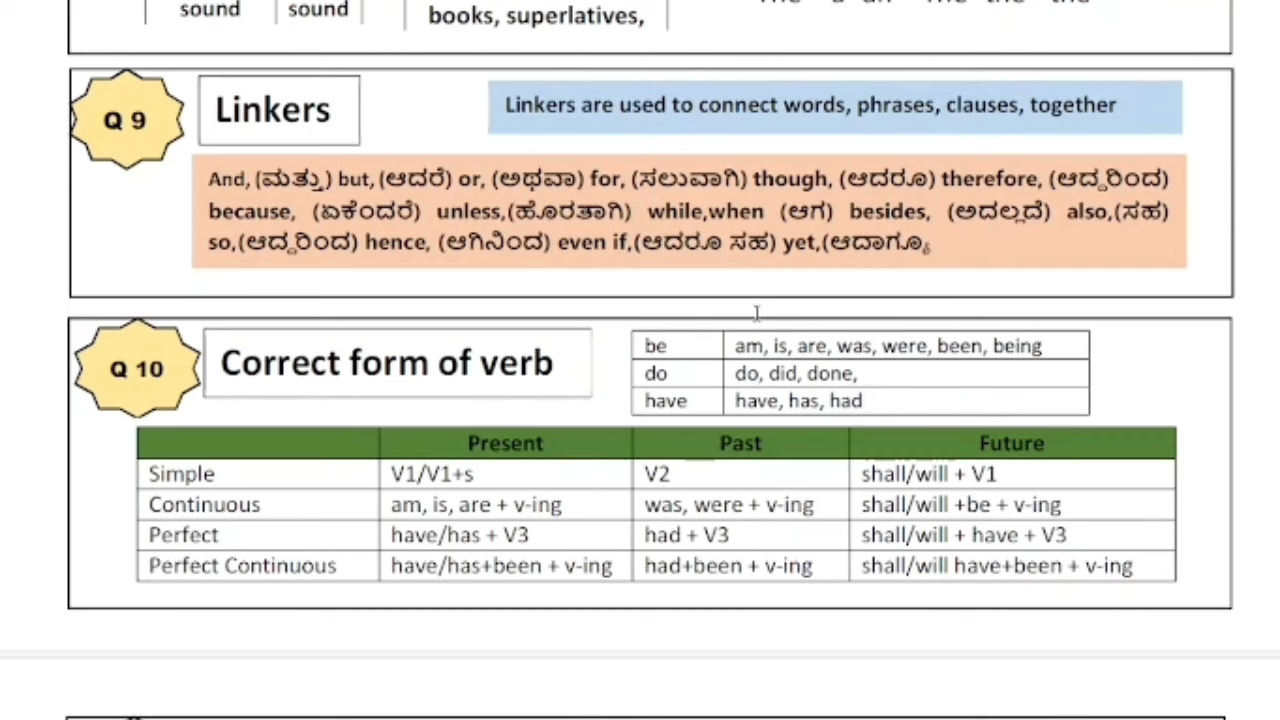 sound sound books, superlatives,
Q 9 Linkers Linkers are used to connect words, phrases, clauses, together
And, (ಮತ್ತು) but, (ಆದರೆ) or, (ಅಥವಾ) for, (ಸಲುವಾಗಿ) though, (ಆದರೂ) therefore, (ಆದ್ದರಿಂದ)
because, (ಏಕೆಂದರೆ) unless,(ಹೊರತಾಗಿ) while,when (ಆಗ) besides, (ಅದಲ್ಲದೆ) also,(ಸಹ)
so,(ಆದ್ದರಿಂದ) hence, (ಆಗಿನಿಂದ) even if,(ಆದರೂ ಸಹ) yet,(ಆದಾಗ್ಯೂ
Q 10 Correct form of verb
be am, is, are, was, were, been, being
do do, did, done,
have have, has, had
Present Past Future
Simple V1/V1+s V2 shall/will + V1
Continuous am, is, are + v-ing was, were + v-ing shall/will +be + v-ing
Perfect have/has + V3 had + V3 shall/will + have + V3
Perfect Continuous have/has+been + v-ing had+been + v-ing shall/will have+been + v-ing